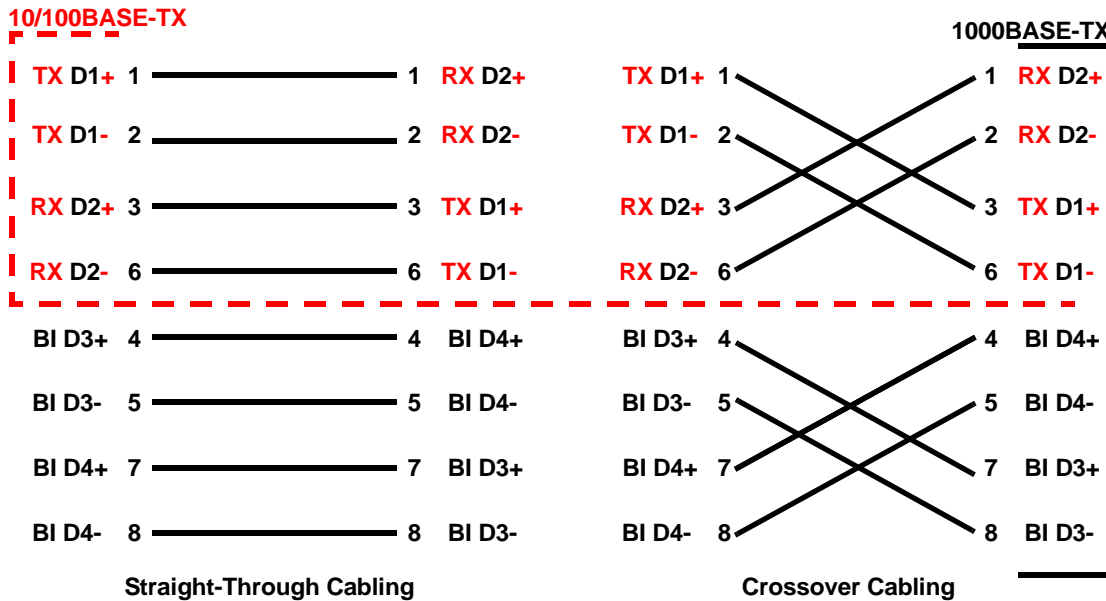 10/100BASE-TX
1000BASE-TX
TX D1+ 1 1 RX D2+ TX D1+ 1 1 RX D2+
TX D1- 2 2 RX D2- TX D1- 2 2 RX D2-
RX D2+ 3 3 TX D1+ RX D2+ 3 3 TX D1+
RX D2- 6 6 TX D1- RX D2- 6 6 TX D1-
BI D3+ 4 4 BI D4+ BI D3+ 4 4 BI D4+
BI D3- 5 5 BI D4- BI D3- 5 5 BI D4-
BI D4+ 7 7 BI D3+ BI D4+ 7 7 BI D3+
BI D4- 8 8 BI D3- BI D4- 8 8 BI D3-
Straight-Through Cabling Crossover Cabling